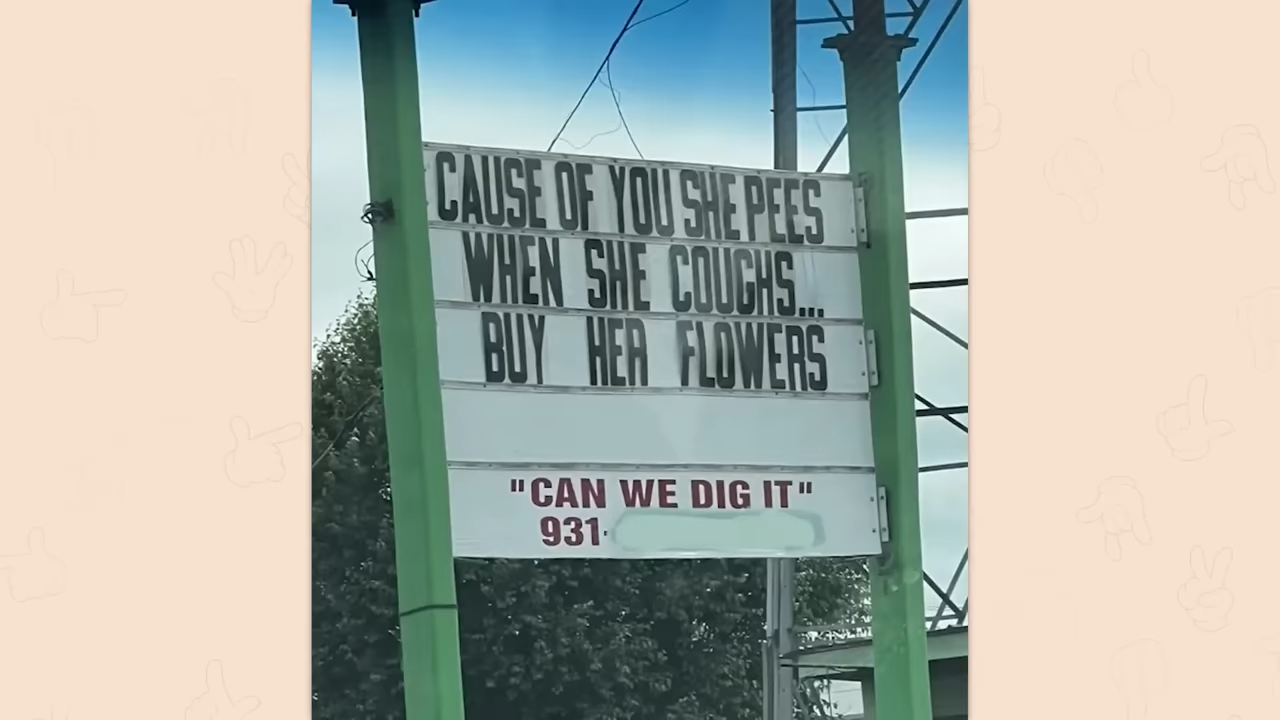 CAUSE OF YOU SHE PEES
WHEN SHE COUGHS...
BUY HER FLOWERS
"CAN WE DIG IT"
931-